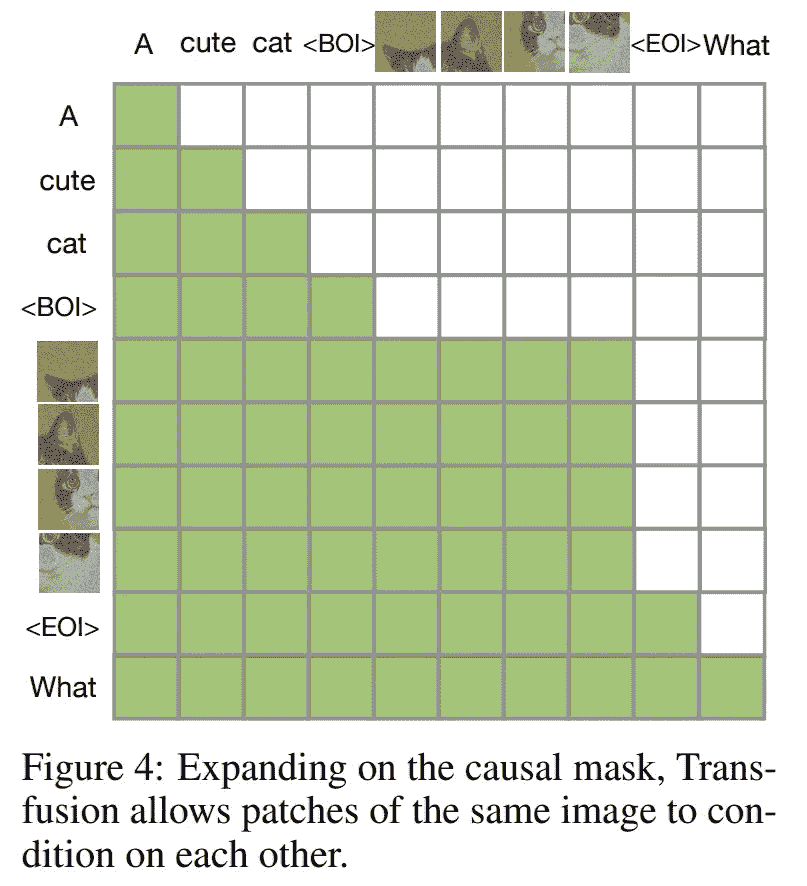 A cute cat <BOI> <EOI> What
A
cute
cat
<BOI>
<EOI>
What
Figure 4: Expanding on the causal mask, Trans-
fusion allows patches of the same image to con-
dition on each other.